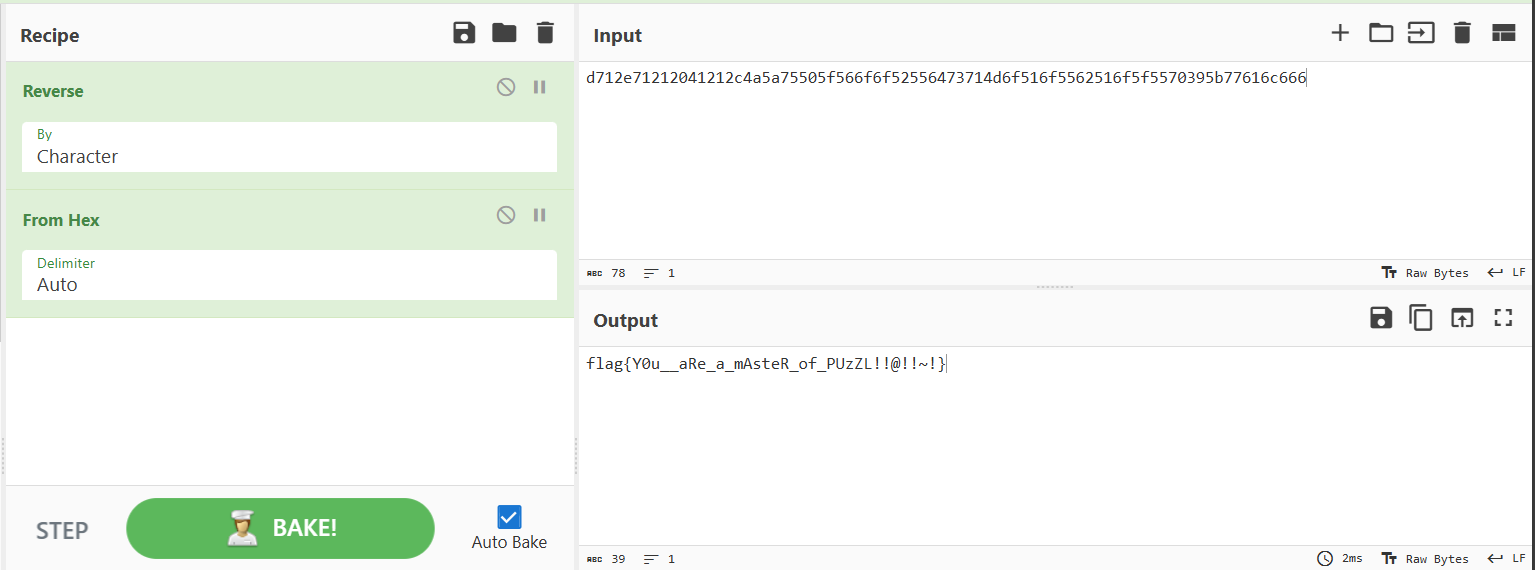 Recipe
Reverse
By
Character
From Hex
Delimiter
Auto
STEP
BAKE!
Auto Bake
Input
d712e71212041212c4a5a75505f566f6f52556473714d6f516f5562516f5f5570395b77616c666
ABC 78 1
Raw Bytes LF
Output
flag{Y0u__aRe_a_mAsteR_of_PUzZL!!@!!~!}
ABC 39 1
2ms Raw Bytes LF